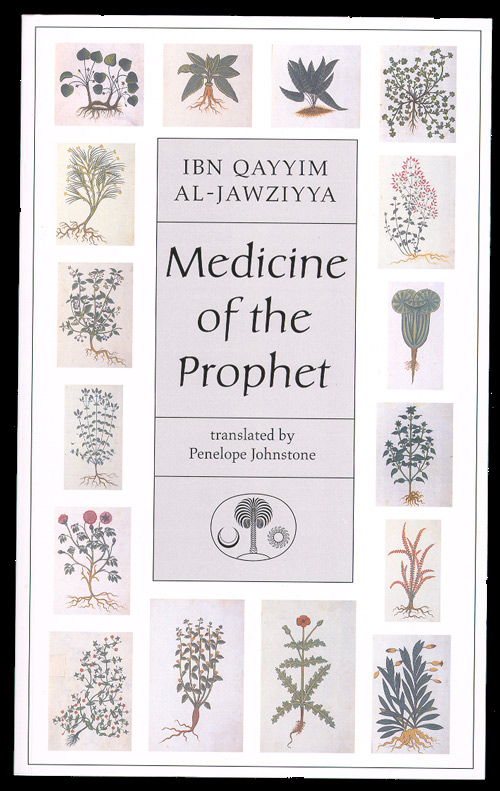 IBN QAYYIM
AL-JAWZIYYA
Medicine
of the
Prophet
translated by
Penelope Johnstone